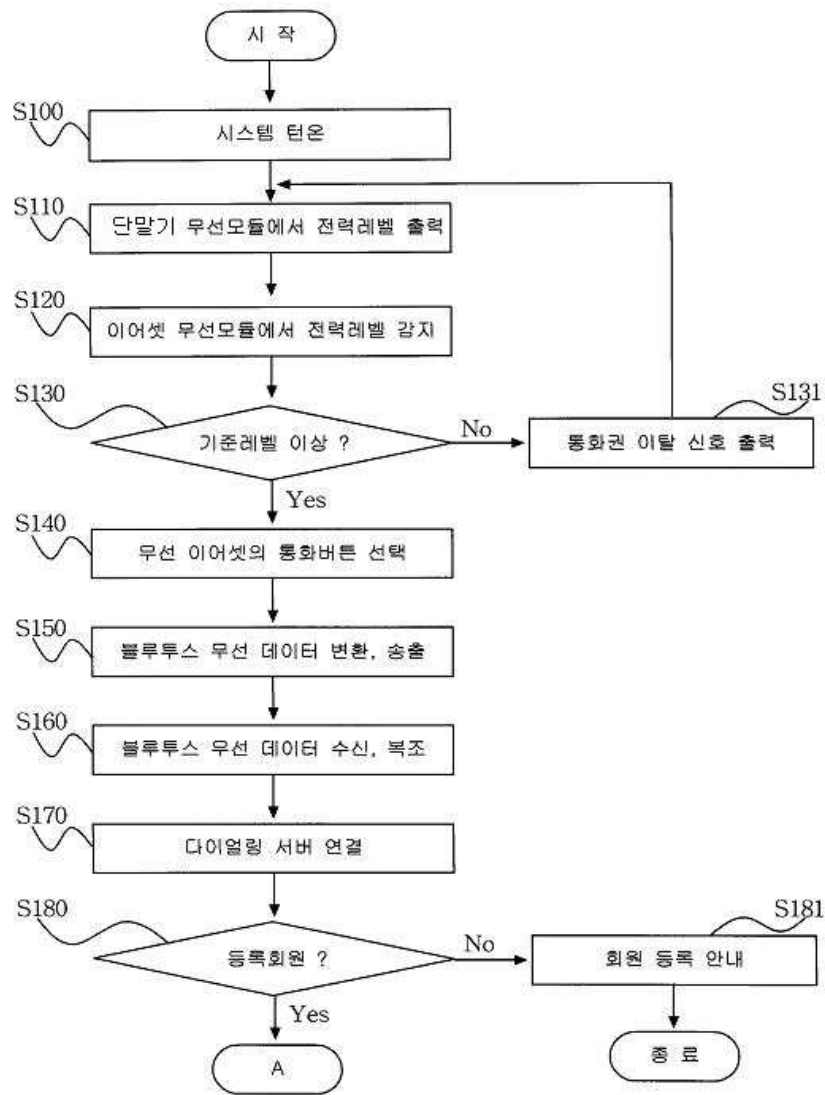 시 작
S100
시스템 턴온
S110
단말기 무선모듈에서 전력레벨 출력
S120
이어셋 무선모듈에서 전력레벨 감지
S130
기준레벨 이상 ?
No
S131
통화권 이탈 신호 출력
Yes
S140
무선 이어셋의 통화버튼 선택
S150
블루투스 무선 데이터 변환, 송출
S160
블루투스 무선 데이터 수신, 복조
S170
다이얼링 서버 연결
S180
등록회원 ?
No
S181
회원 등록 안내
Yes
A
종 료